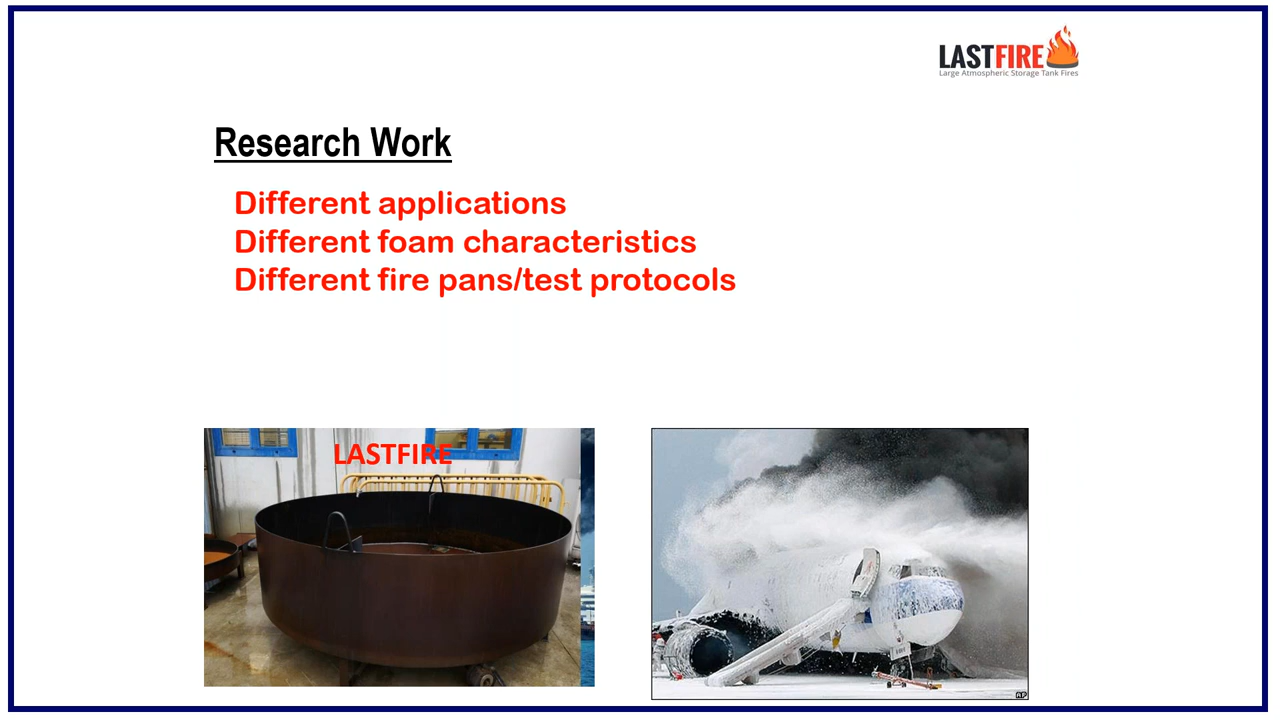 LASTFIRE
Large Atmospheric Storage Tank Fires
Research Work
Different applications
Different foam characteristics
Different fire pans/test protocols
LASTFIRE
AP